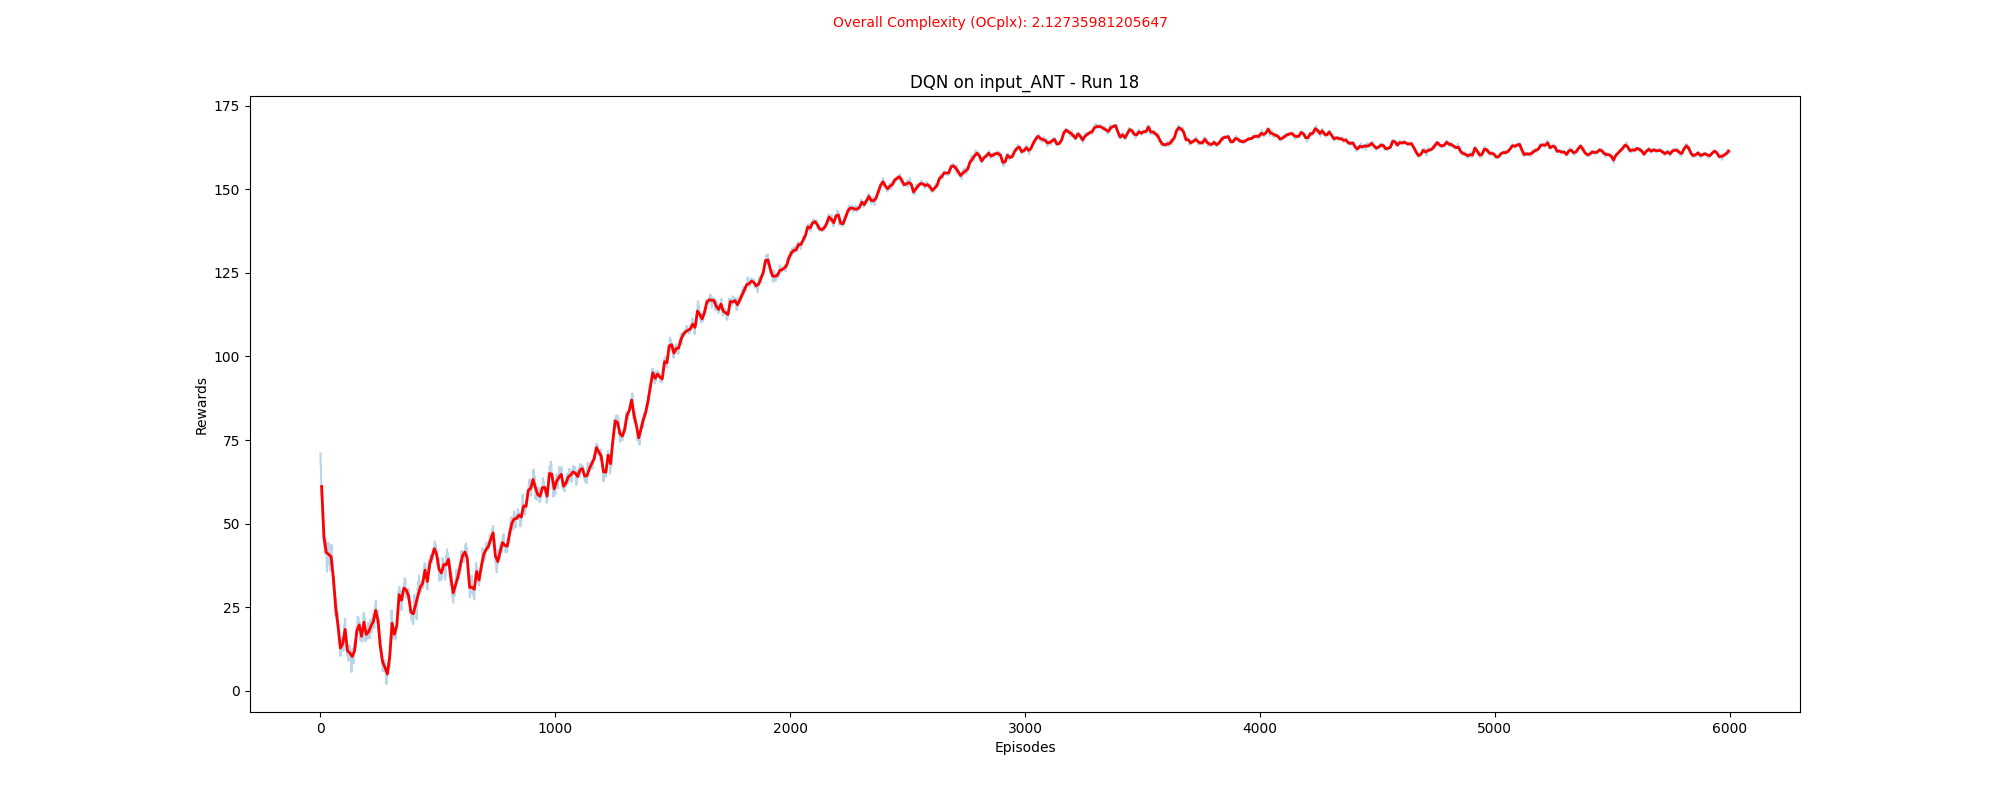 Overall Complexity (OCplx): 2.12735981205647
DQN on input_ANT - Run 18
175
150
125
100
75
50
25
0
Rewards
0 1000 2000 3000 4000 5000 6000
Episodes